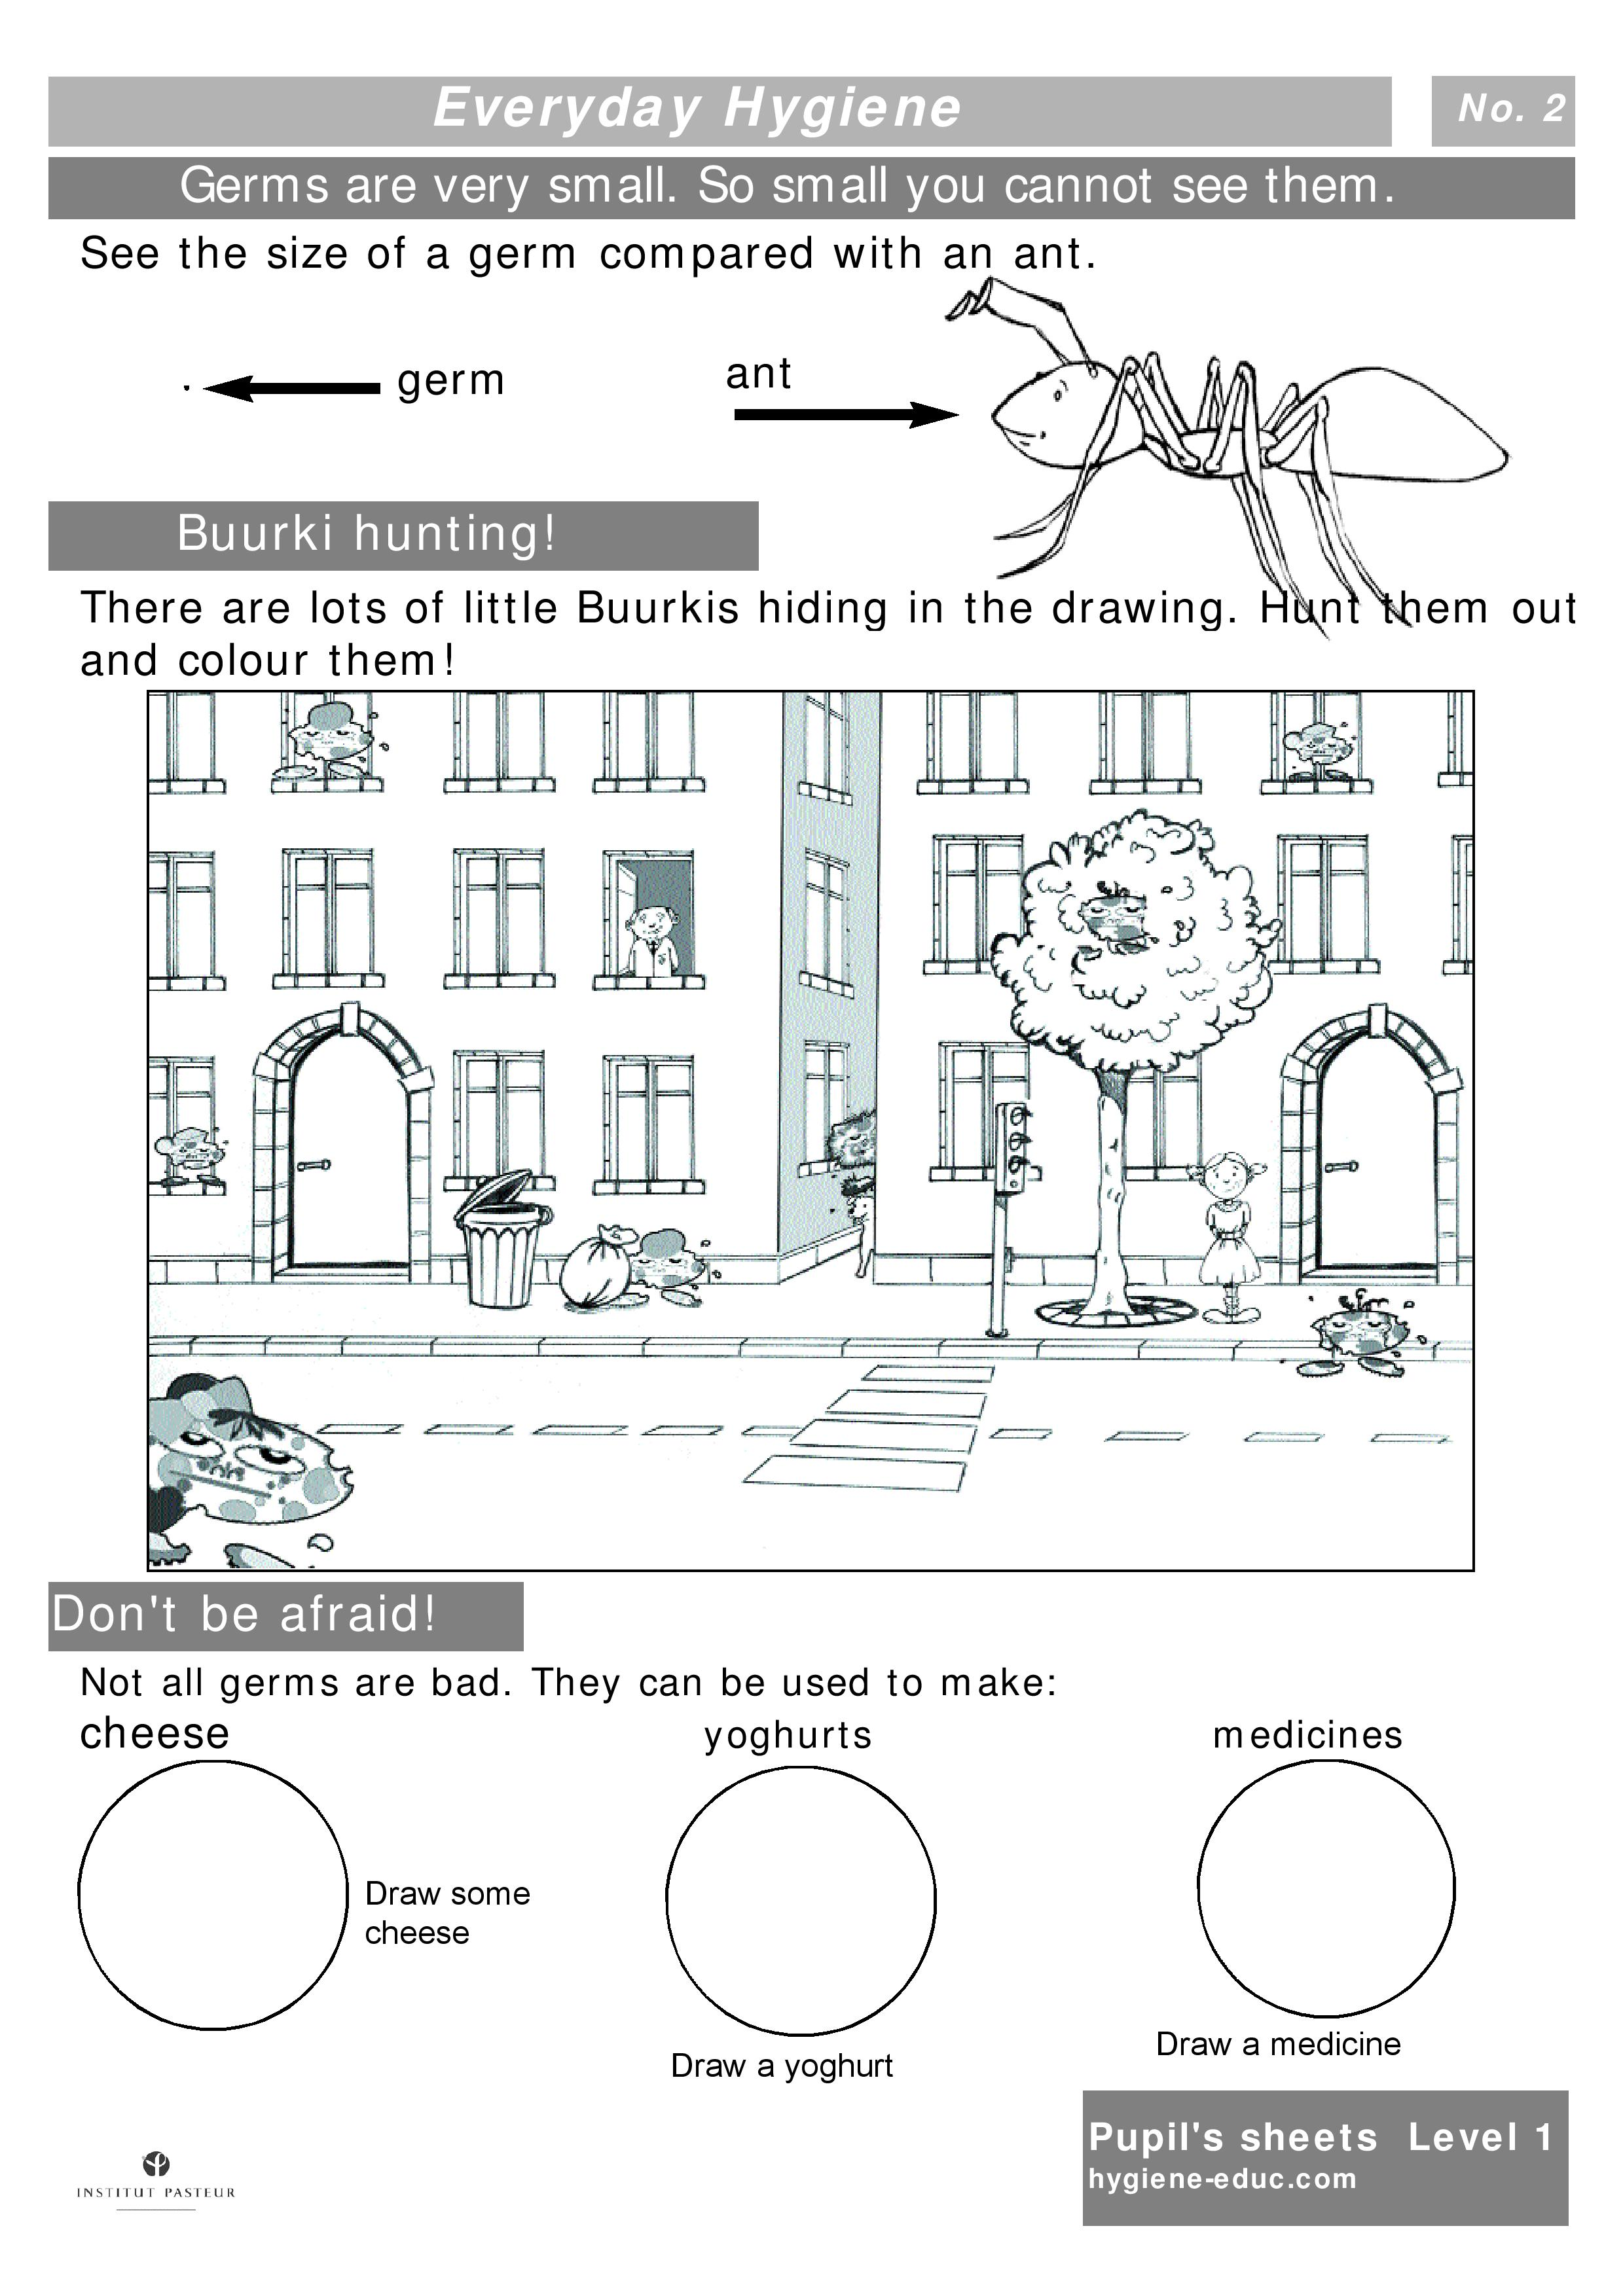 Everyday Hygiene
No. 2
Germs are very small. So small you cannot see them.
See the size of a germ compared with an ant.
germ
ant
Buurki hunting!
There are lots of little Buurkis hiding in the drawing. Hunt them out
and colour them!
Don't be afraid!
Not all germs are bad. They can be used to make:
cheese
yoghurts
medicines
Draw some
cheese
Draw a yoghurt
Draw a medicine
Pupil's sheets Level 1
hygiene-educ.com
INSTITUT PASTEUR